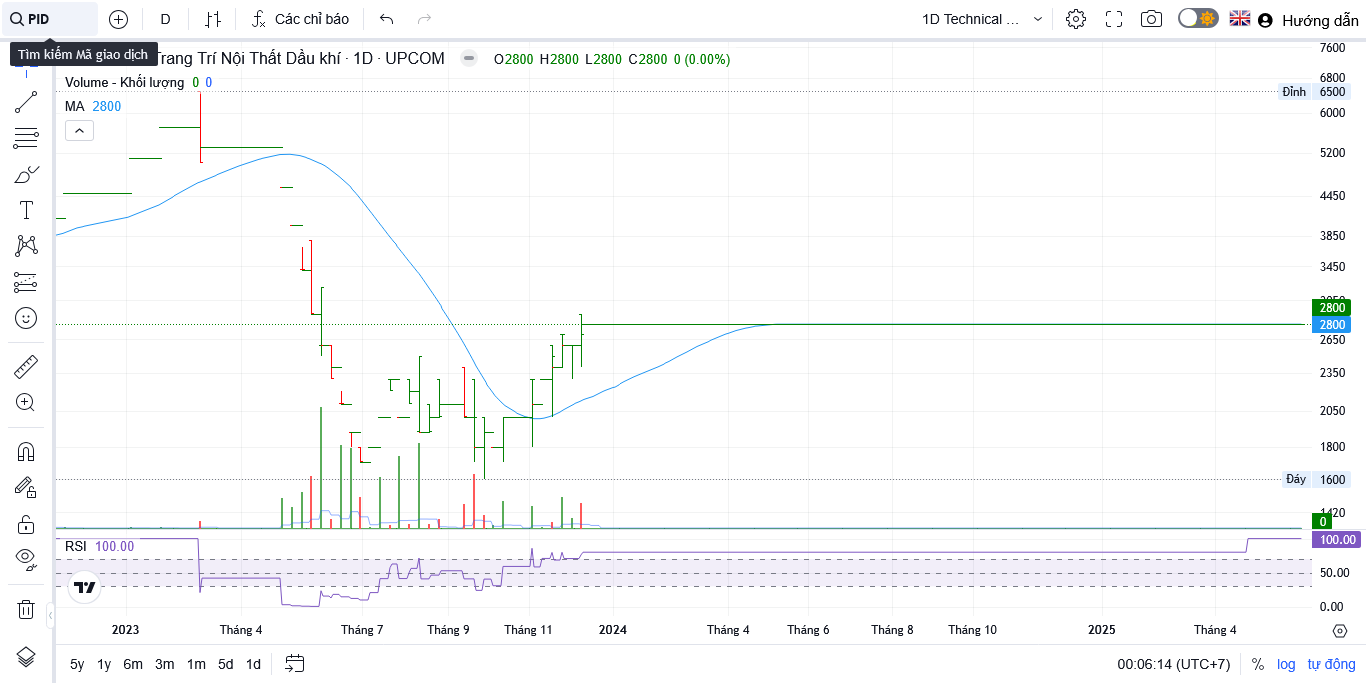 PID
D
Các chỉ báo
1D Technical ...
Hướng dẫn
Tìm kiếm Mã giao dịch
Trang Trí Nội Thất Dầu khí · 1D · UPCOM
O2800 H2800 L2800 C2800 0 (0.00%)
Volume - Khối lượng 0 0
MA 2800
7600
6800
Đỉnh 6500
6000
5200
4450
3850
3450
2800
2800
2650
2350
2050
1800
Đáy 1600
1420
0
RSI 100.00
100.00
50.00
0.00
2023 Tháng 4 Tháng 7 Tháng 9 Tháng 11 2024 Tháng 4 Tháng 6 Tháng 8 Tháng 10 2025 Tháng 4
5y 1y 6m 3m 1m 5d 1d
00:06:14 (UTC+7) % log tự động